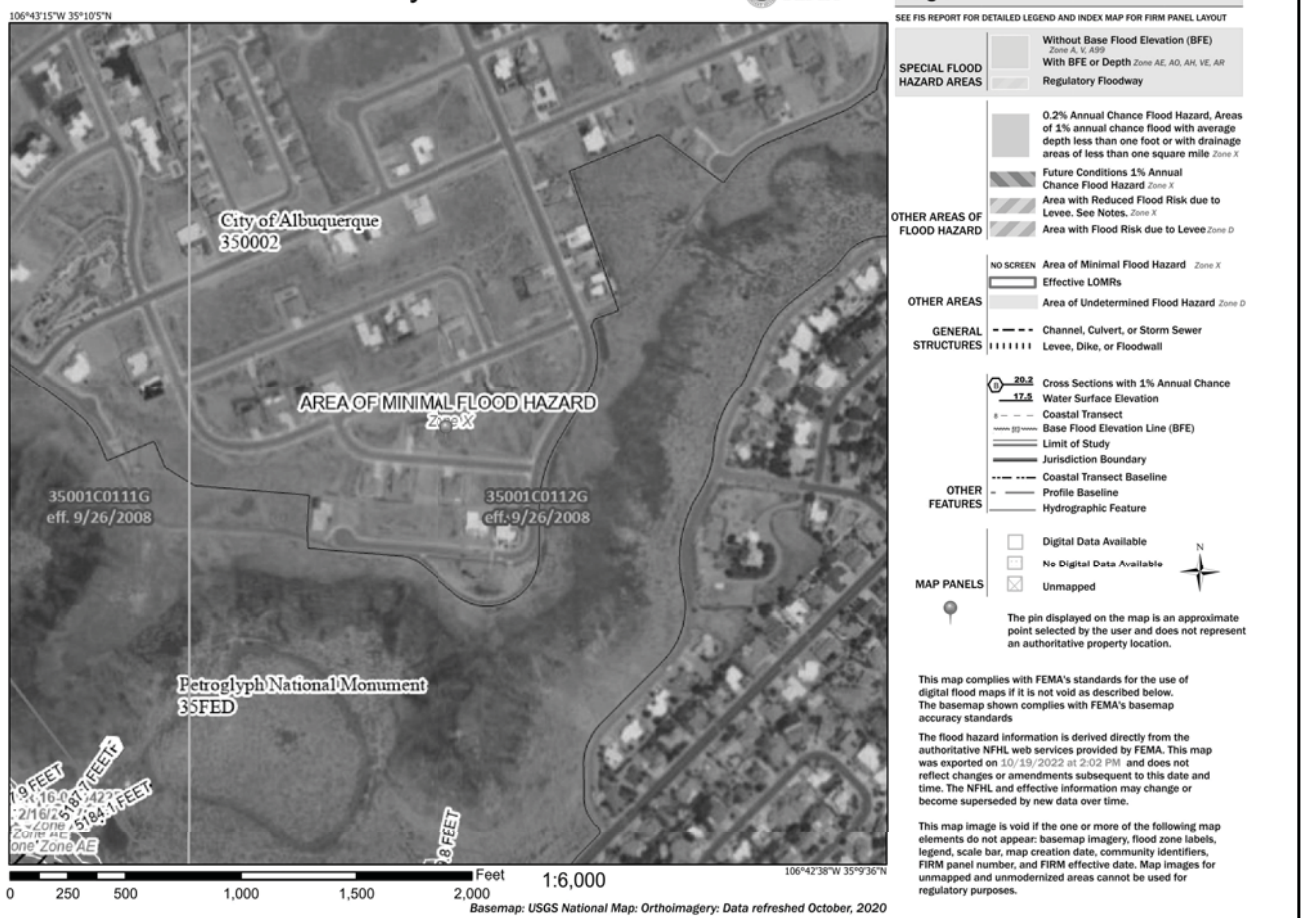 106°43'15"W 35°10'5"N
City of Albuquerque
350002
AREA OF MINIMAL FLOOD HAZARD
Zone X
35001C0111G
eff. 9/26/2008
35001C0112G
eff. 9/26/2008
Petroglyph National Monument
35FED
7.9 FEET
5187.7 FEET
5184.1 FEET
Zone AE
Zone AE
.8 FEET
106°42'38"W 35°9'36"N
0 250 500 1,000 1,500 2,000 Feet
1:6,000
Basemap: USGS National Map: Orthoimagery: Data refreshed October, 2020
SEE FIS REPORT FOR DETAILED LEGEND AND INDEX MAP FOR FIRM PANEL LAYOUT
SPECIAL FLOOD
HAZARD AREAS
Without Base Flood Elevation (BFE)
Zone A, V, A99
With BFE or Depth Zone AE, AO, AH, VE, AR
Regulatory Floodway
OTHER AREAS OF
FLOOD HAZARD
0.2% Annual Chance Flood Hazard, Areas
of 1% annual chance flood with average
depth less than one foot or with drainage
areas of less than one square mile Zone X
Future Conditions 1% Annual
Chance Flood Hazard Zone X
Area with Reduced Flood Risk due to
Levee. See Notes. Zone X
Area with Flood Risk due to Levee Zone D
OTHER AREAS
NO SCREEN Area of Minimal Flood Hazard Zone X
Effective LOMRs
Area of Undetermined Flood Hazard Zone D
GENERAL
STRUCTURES
Channel, Culvert, or Storm Sewer
Levee, Dike, or Floodwall
OTHER
FEATURES
B 20.2 Cross Sections with 1% Annual Chance
17.5 Water Surface Elevation
8 Coastal Transect
513 Base Flood Elevation Line (BFE)
Limit of Study
Jurisdiction Boundary
Coastal Transect Baseline
Profile Baseline
Hydrographic Feature
MAP PANELS
Digital Data Available
No Digital Data Available
Unmapped
N
The pin displayed on the map is an approximate
point selected by the user and does not represent
an authoritative property location.
This map complies with FEMA's standards for the use of
digital flood maps if it is not void as described below.
The basemap shown complies with FEMA's basemap
accuracy standards
The flood hazard information is derived directly from the
authoritative NFHL web services provided by FEMA. This map
was exported on 10/19/2022 at 2:02 PM and does not
reflect changes or amendments subsequent to this date and
time. The NFHL and effective information may change or
become superseded by new data over time.
This map image is void if the one or more of the following map
elements do not appear: basemap imagery, flood zone labels,
legend, scale bar, map creation date, community identifiers,
FIRM panel number, and FIRM effective date. Map images for
unmapped and unmodernized areas cannot be used for
regulatory purposes.